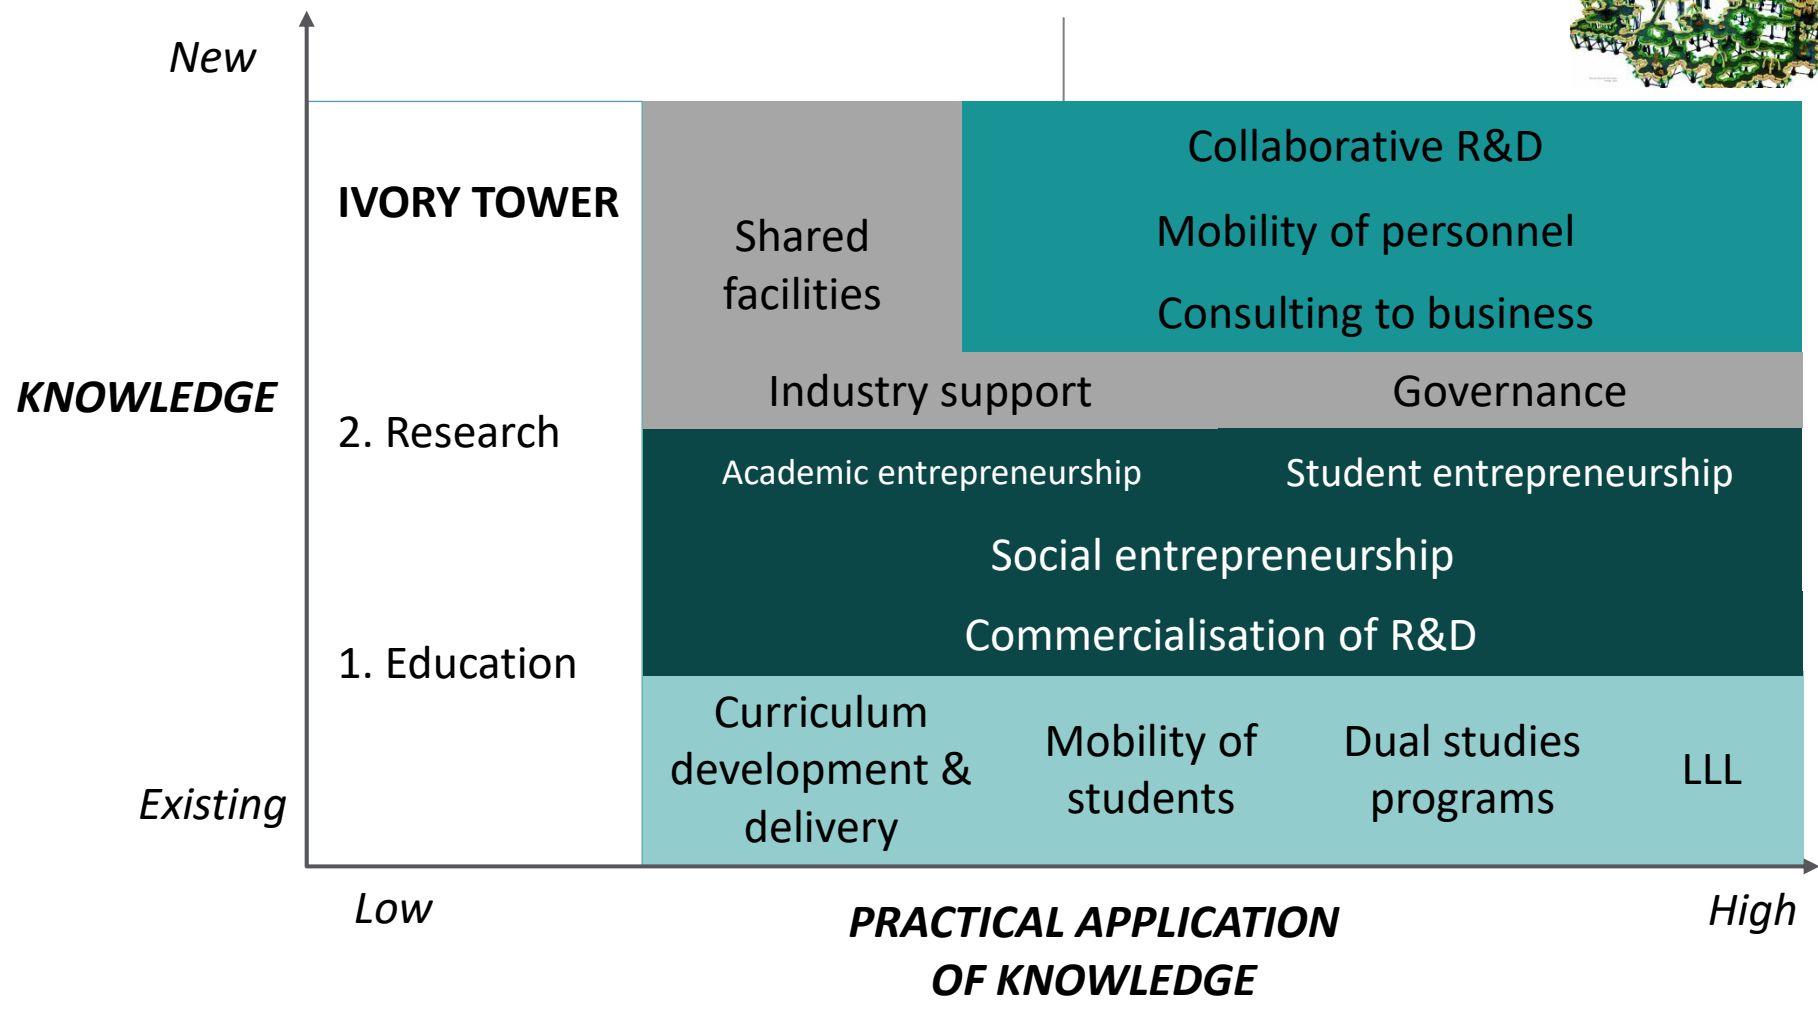 New
IVORY TOWER
Shared
facilities
Collaborative R&D
Mobility of personnel
Consulting to business
KNOWLEDGE
2. Research
Industry support
Governance
Academic entrepreneurship
Student entrepreneurship
Social entrepreneurship
1. Education
Commercialisation of R&D
Curriculum
development &
delivery
Mobility of
students
Dual studies
programs
LLL
Existing
Low
PRACTICAL APPLICATION
OF KNOWLEDGE
High